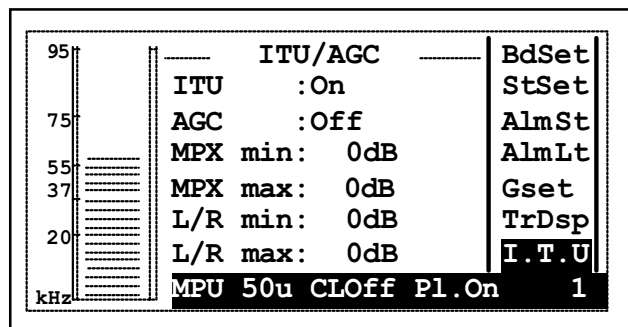 95
75
55
37
20
kHz
ITU/AGC
ITU :On
AGC :Off
MPX min: 0dB
MPX max: 0dB
L/R min: 0dB
L/R max: 0dB
BdSet
StSet
AlmSt
AlmLt
Gset
TrDsp
I.T.U
MPU 50u CLOff Pl.On 1